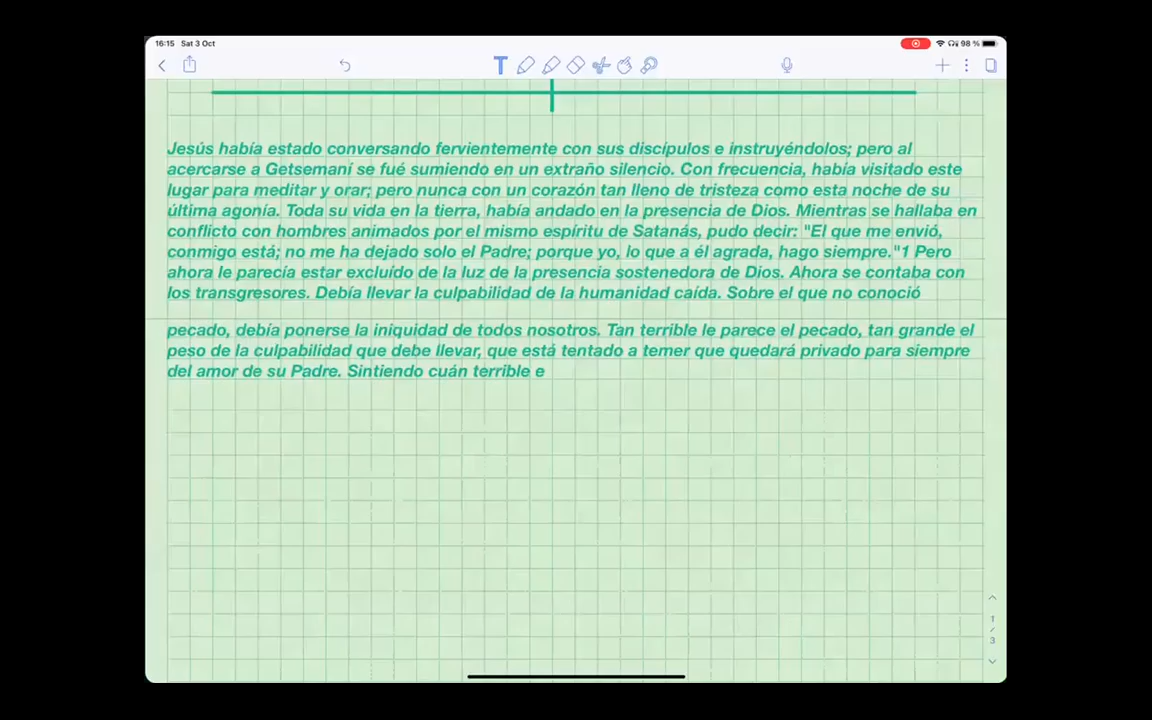 16:15 Sat 3 Oct
98 %
Jesús había estado conversando fervientemente con sus discípulos e instruyéndolos; pero al
acercarse a Getsemaní se fué sumiendo en un extraño silencio. Con frecuencia, había visitado este
lugar para meditar y orar; pero nunca con un corazón tan lleno de tristeza como esta noche de su
última agonía. Toda su vida en la tierra, había andado en la presencia de Dios. Mientras se hallaba en
conflicto con hombres animados por el mismo espíritu de Satanás, pudo decir: "El que me envió,
conmigo está; no me ha dejado solo el Padre; porque yo, lo que a él agrada, hago siempre."1 Pero
ahora le parecía estar excluído de la luz de la presencia sostenedora de Dios. Ahora se contaba con
los transgresores. Debía llevar la culpabilidad de la humanidad caída. Sobre el que no conoció
pecado, debía ponerse la iniquidad de todos nosotros. Tan terrible le parece el pecado, tan grande el
peso de la culpabilidad que debe llevar, que está tentado a temer que quedará privado para siempre
del amor de su Padre. Sintiendo cuán terrible e
1
/
3